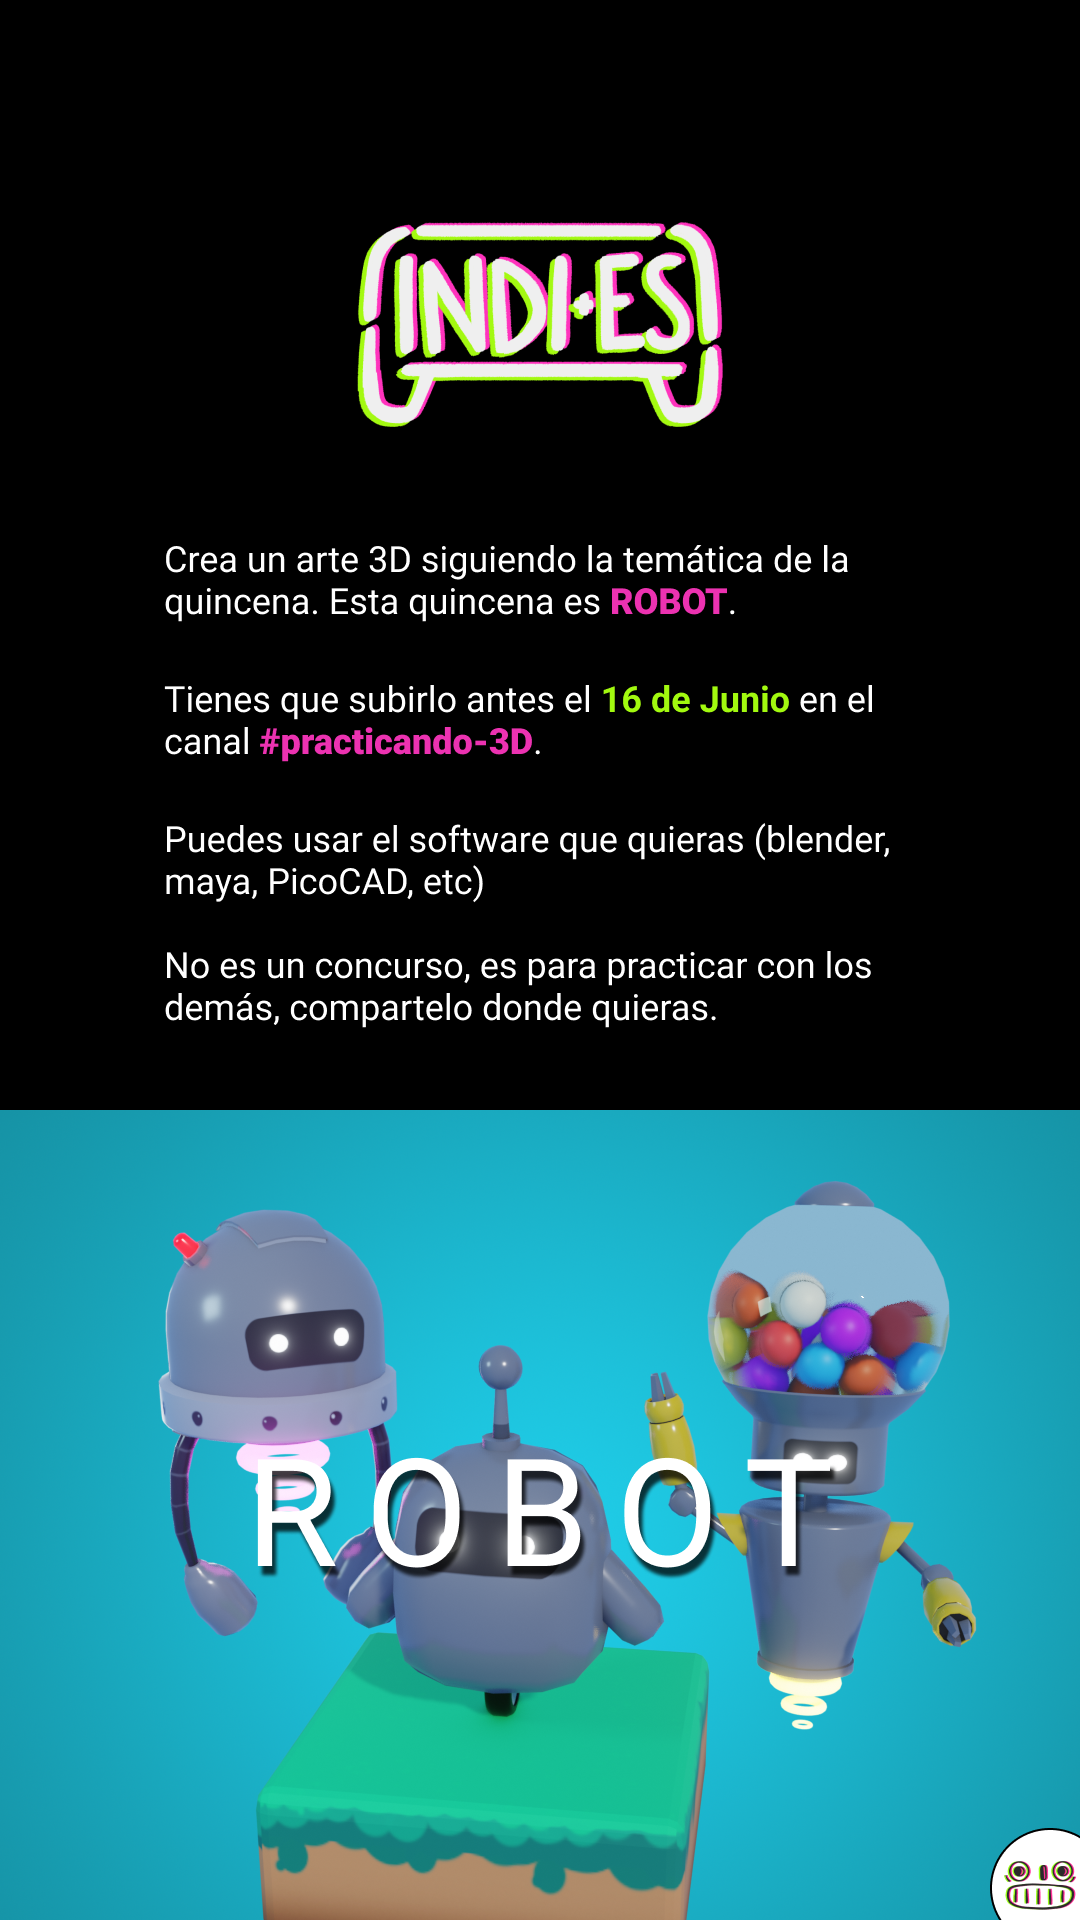 INDI·ES
Crea un arte 3D siguiendo la temática de la
quincena. Esta quincena es ROBOT.
Tienes que subirlo antes el 16 de Junio en el
canal #practicando-3D.
Puedes usar el software que quieras (blender,
maya, PicoCAD, etc)
No es un concurso, es para practicar con los
demás, compartelo donde quieras.
ROBOT